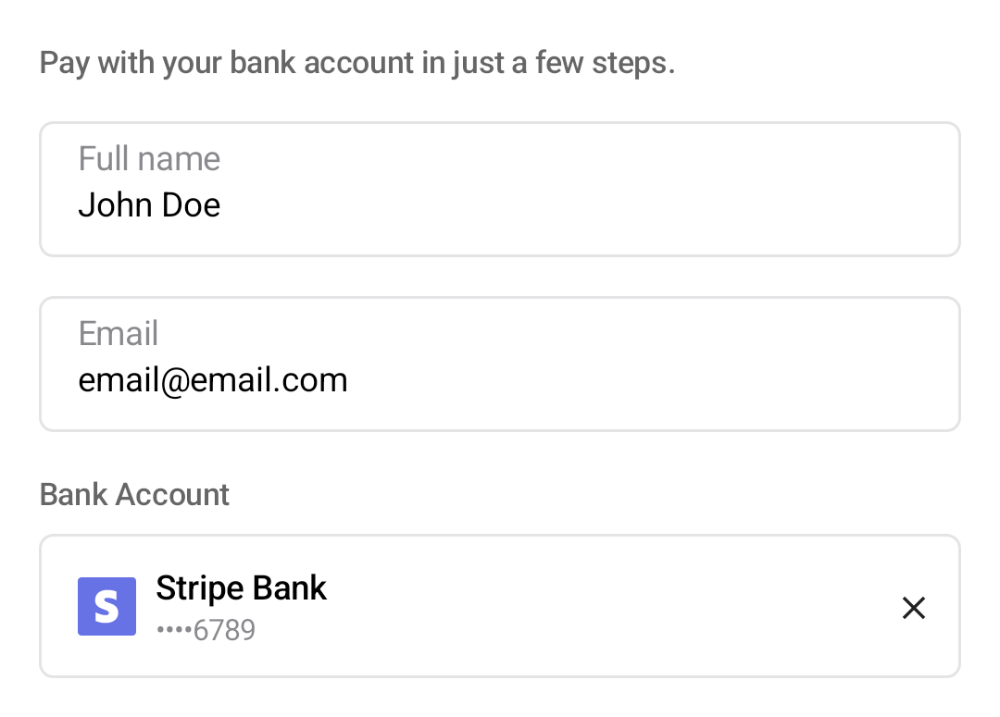 Pay with your bank account in just a few steps.
Full name
John Doe
Email
email@email.com
Bank Account
S
Stripe Bank
••••6789